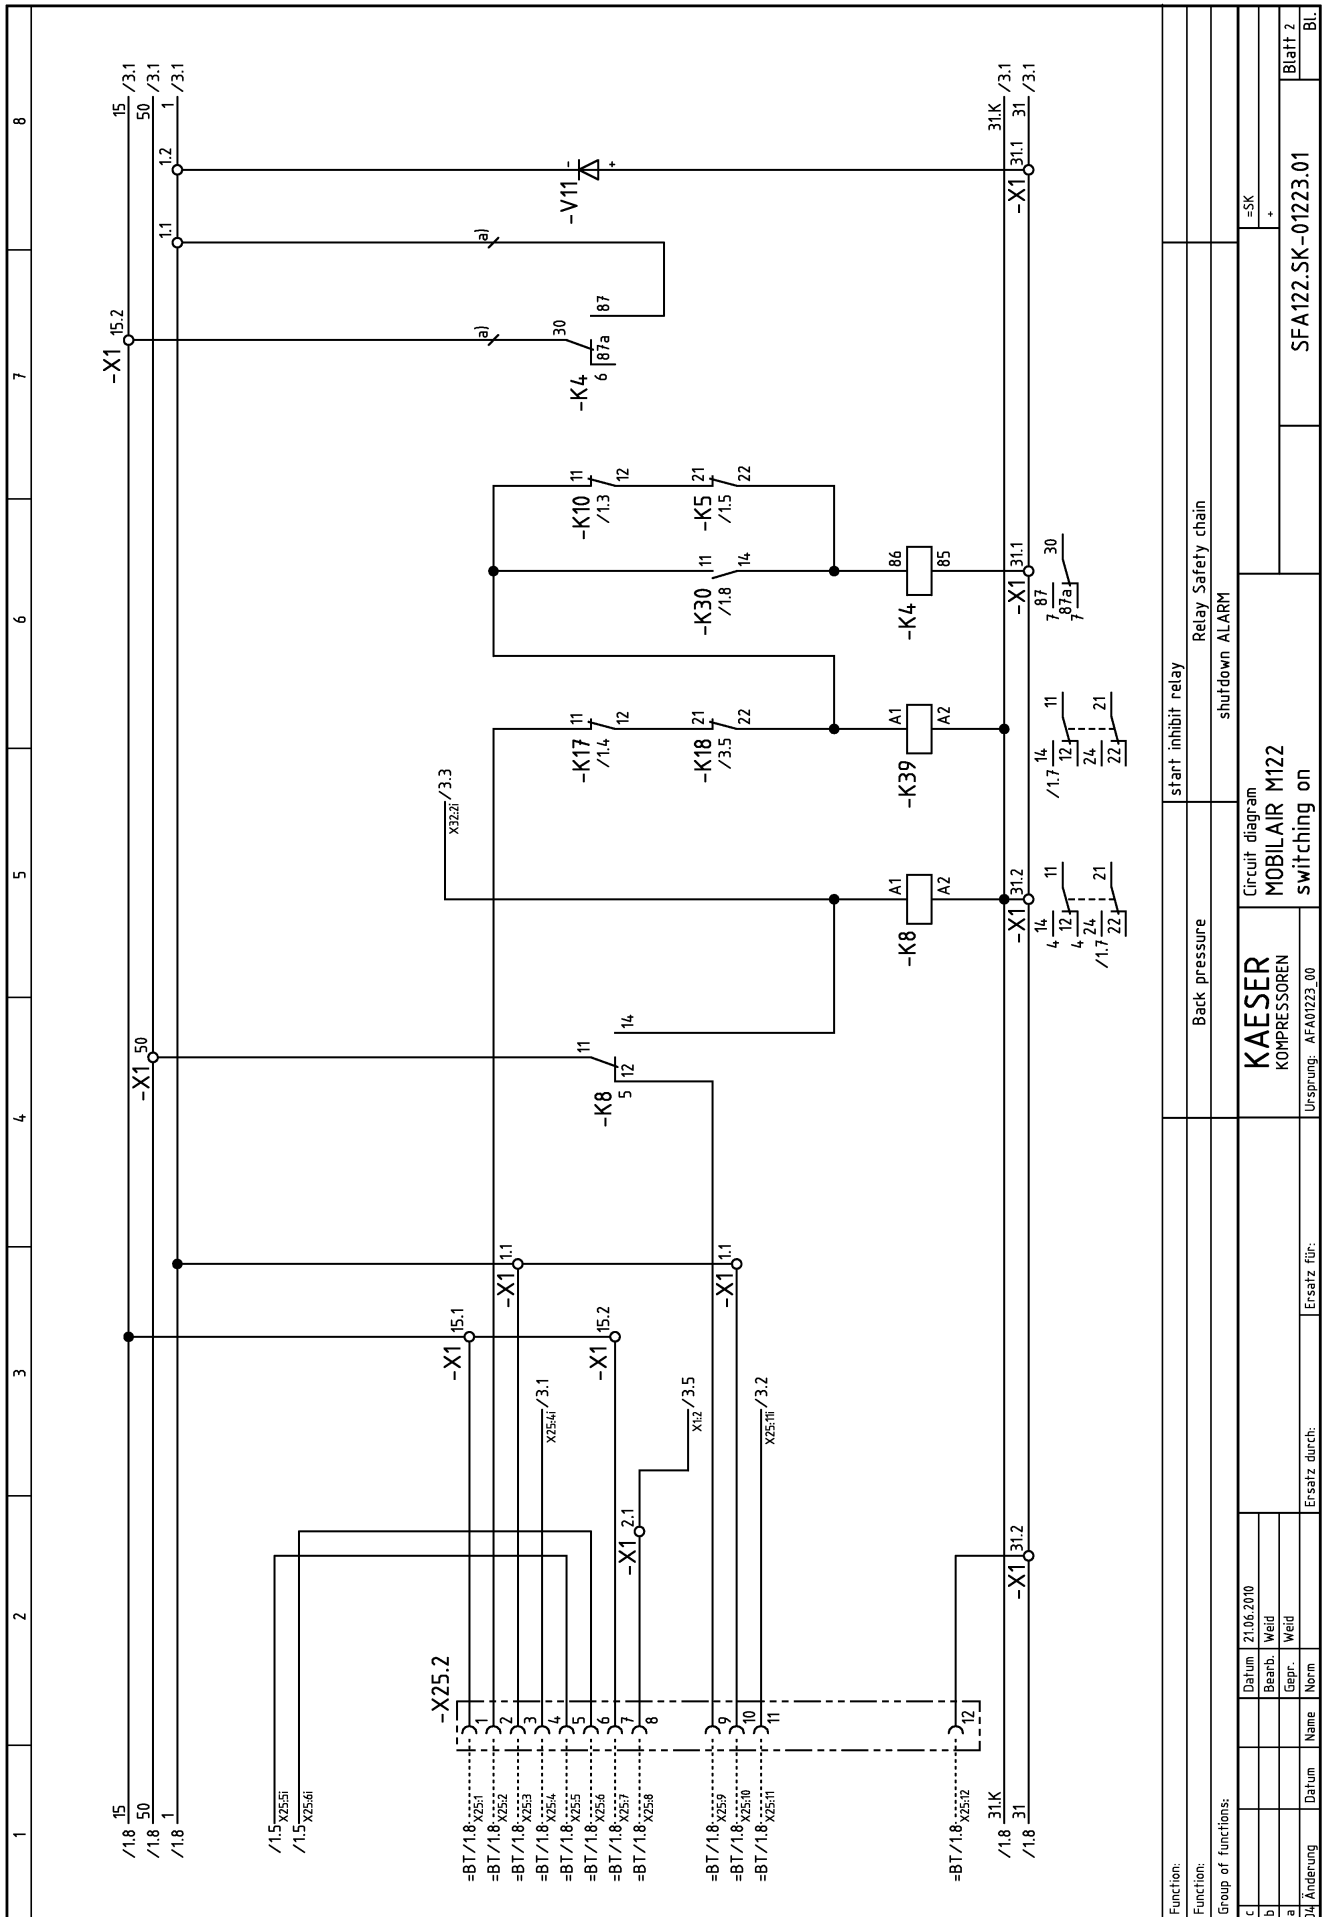 1
2
3
4
5
6
7
8
/1.8 15
15 /3.1
/1.8 50
50 /3.1
/1.8 1
1 /3.1
-X1 50
-X1 15.2
1.1
1.2
/1.5 X25:5i
/1.5 X25:6i
-X25.2
=BT/1.8 X25:1 1
=BT/1.8 X25:2 2
=BT/1.8 X25:3 3
=BT/1.8 X25:4 4
=BT/1.8 X25:5 5
=BT/1.8 X25:6 6
=BT/1.8 X25:7 7
=BT/1.8 X25:8 8
=BT/1.8 X25:9 9
=BT/1.8 X25:10 10
=BT/1.8 X25:11 11
=BT/1.8 X25:12 12
-X1 15.1
-X1 1.1
X25:4i /3.1
-X1 15.2
-X1 2.1
X1:2 /3.5
-X1 1.1
X25:11i /3.2
X32:2i /3.3
-K8
11
12
14
5
-K17
/1.4
11
12
-K18
/3.5
21
22
-K10
/1.3
11
12
-K5
/1.5
21
22
-K30
/1.8
11
14
-K4
6
30
87a
87
a)
a)
-V11
-
+
-K8
A1
A2
-K39
A1
A2
-K4
86
85
/1.8 31.K
31.K /3.1
/1.8 31
31 /3.1
-X1 31.2
-X1 31.2
-X1 31.1
-X1 31.1
4 14
11
4 12
/1.7 24
21
22
/1.7 14
11
12
24
21
22
7 87
30
7 87a
Function:
start inhibit relay
Function:
Back pressure
Relay Safety chain
Group of functions:
shutdown ALARM
c
b
a
04 Änderung
Datum
Name
Datum 21.06.2010
Bearb. Weid
Gepr. Weid
Norm
Ersatz durch:
Ersatz für:
KAESER
KOMPRESSOREN
Ursprung: AFA01223_00
Circuit diagram
MOBILAIR M122
switching on
=SK
+
SFA122.SK-01223.01
Blatt 2
Bl.